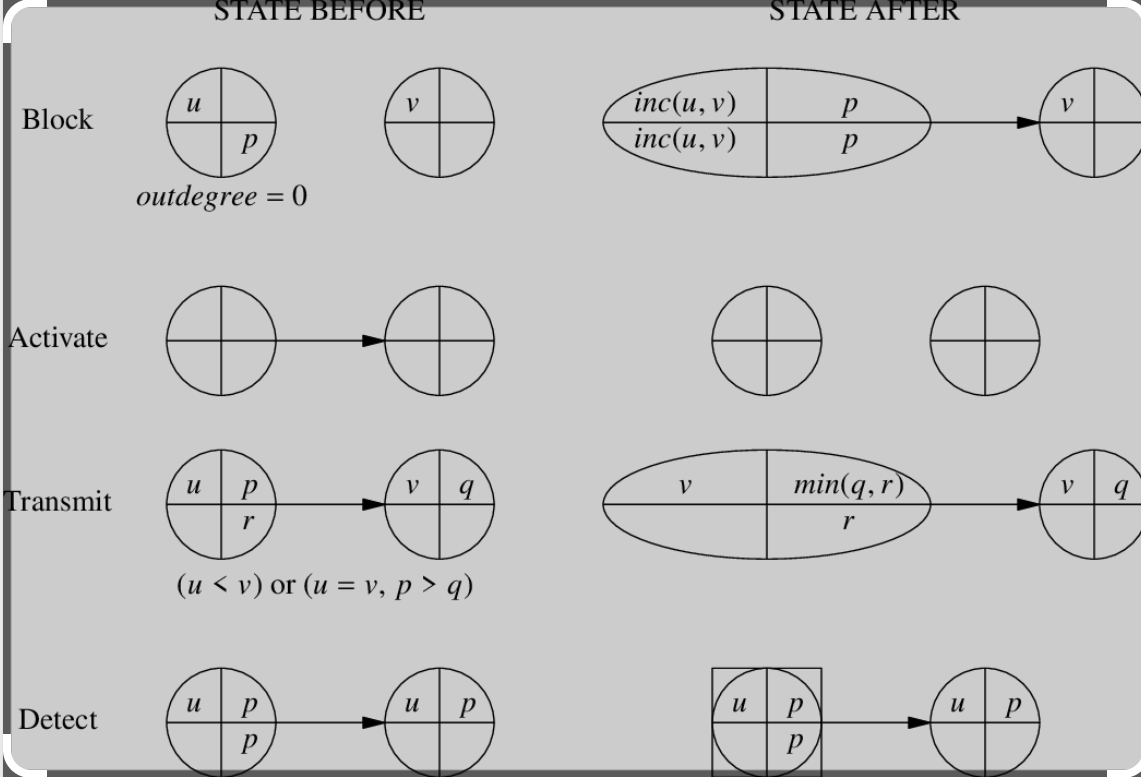 STATE BEFORE STATE AFTER
Block u p v inc(u, v) p v
inc(u, v) p
outdegree = 0
Activate
Transmit u p v q v min(q, r) v q
r r
(u < v) or (u = v, p > q)
Detect u p u p u p u p
p p